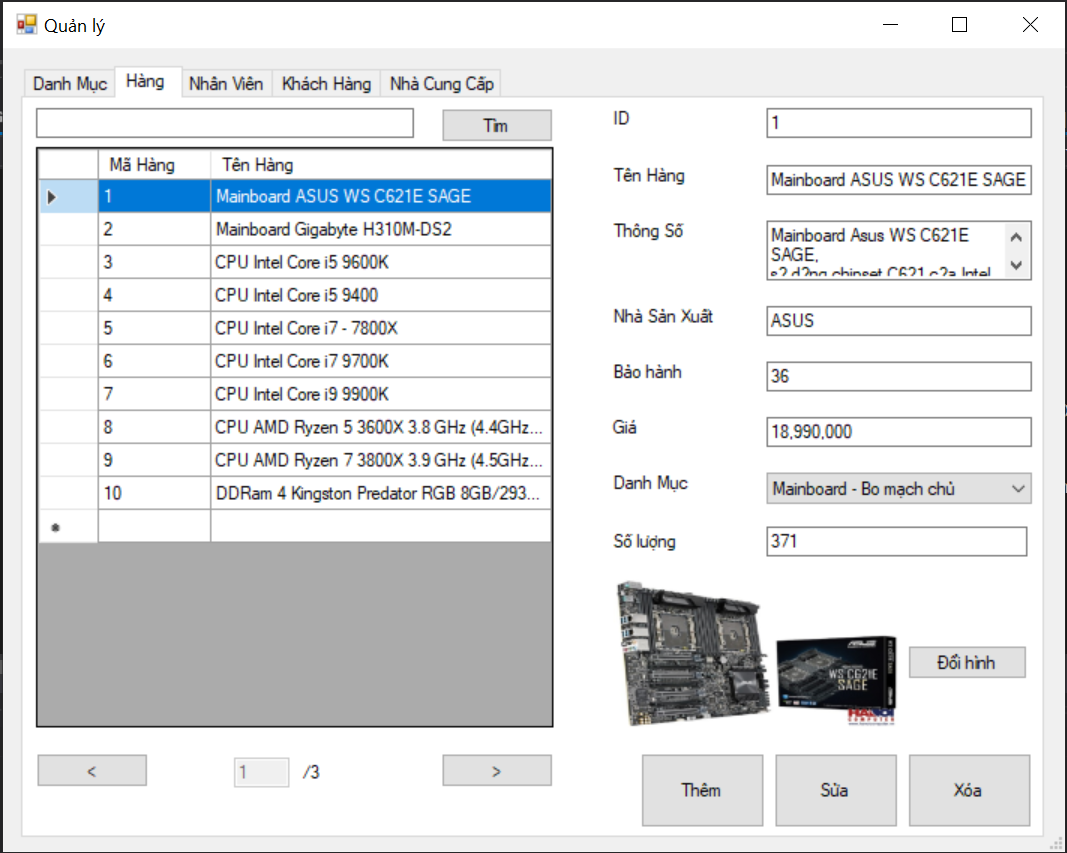 Quản lý
Danh Mục Hàng Nhân Viên Khách Hàng Nhà Cung Cấp
Tìm
Mã Hàng Tên Hàng
1 Mainboard ASUS WS C621E SAGE
2 Mainboard Gigabyte H310M-DS2
3 CPU Intel Core i5 9600K
4 CPU Intel Core i5 9400
5 CPU Intel Core i7 - 7800X
6 CPU Intel Core i7 9700K
7 CPU Intel Core i9 9900K
8 CPU AMD Ryzen 5 3600X 3.8 GHz (4.4GHz...
9 CPU AMD Ryzen 7 3800X 3.9 GHz (4.5GHz...
10 DDRam 4 Kingston Predator RGB 8GB/293...
< 1 /3 >
ID 1
Tên Hàng Mainboard ASUS WS C621E SAGE
Thông Số Mainboard Asus WS C621E
SAGE,
s? d?ng chipset C621 c?a Intel
Nhà Sản Xuất ASUS
Bảo hành 36
Giá 18,990,000
Danh Mục Mainboard - Bo mạch chủ
Số lượng 371
ASUS
WS C621E
SAGE
HANOI
COMPUTER
Đổi hình
Thêm Sửa Xóa